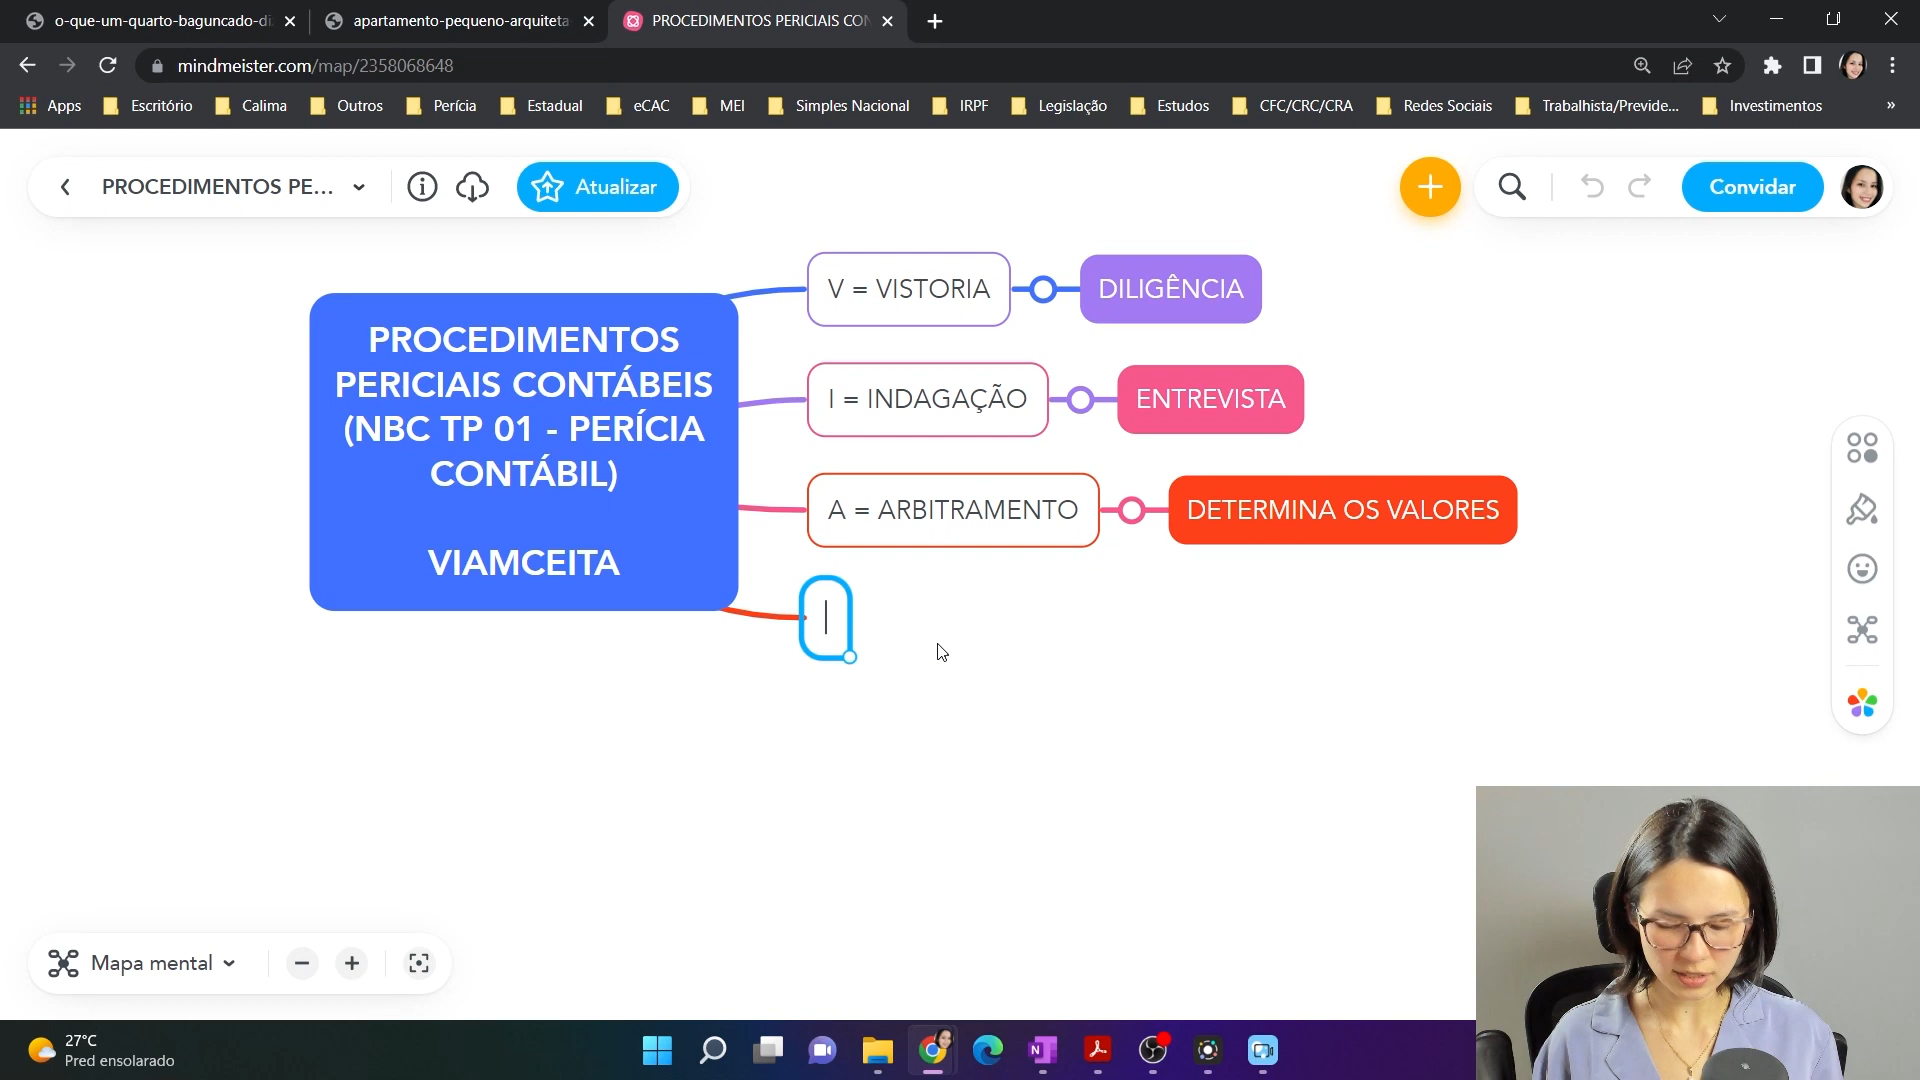 o-que-um-quarto-baguncado-di
apartamento-pequeno-arquiteta
PROCEDIMENTOS PERICIAIS CON
mindmeister.com/map/2358068648
Apps
Escritório
Calima
Outros
Perícia
Estadual
eCAC
MEI
Simples Nacional
IRPF
Legislação
Estudos
CFC/CRC/CRA
Redes Sociais
Trabalhista/Previde...
Investimentos
»
PROCEDIMENTOS PE...
Atualizar
Convidar
PROCEDIMENTOS
PERICIAIS CONTÁBEIS
(NBC TP 01 - PERÍCIA
CONTÁBIL)
VIAMCEITA
V = VISTORIA
DILIGÊNCIA
I = INDAGAÇÃO
ENTREVISTA
A = ARBITRAMENTO
DETERMINA OS VALORES
Mapa mental
27°C
Pred ensolarado